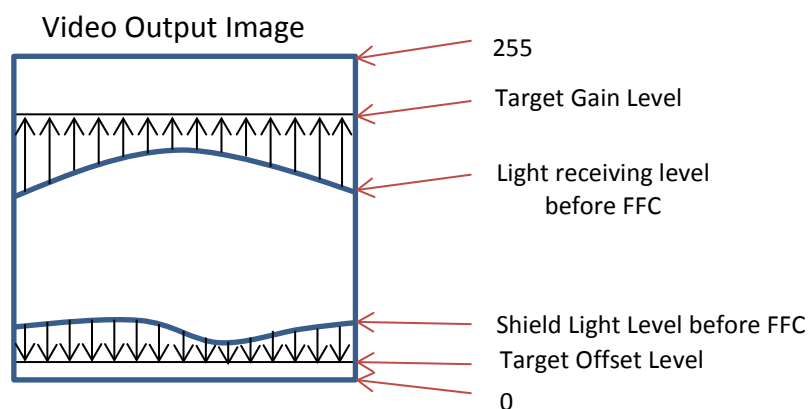 Video Output Image
255
Target Gain Level
Light receiving level
before FFC
Shield Light Level before FFC
Target Offset Level
0